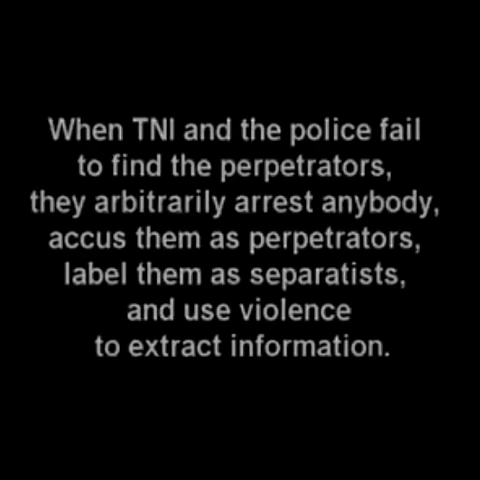 When TNI and the police fail
to find the perpetrators,
they arbitrarily arrest anybody,
accus them as perpetrators,
label them as separatists,
and use violence
to extract information.